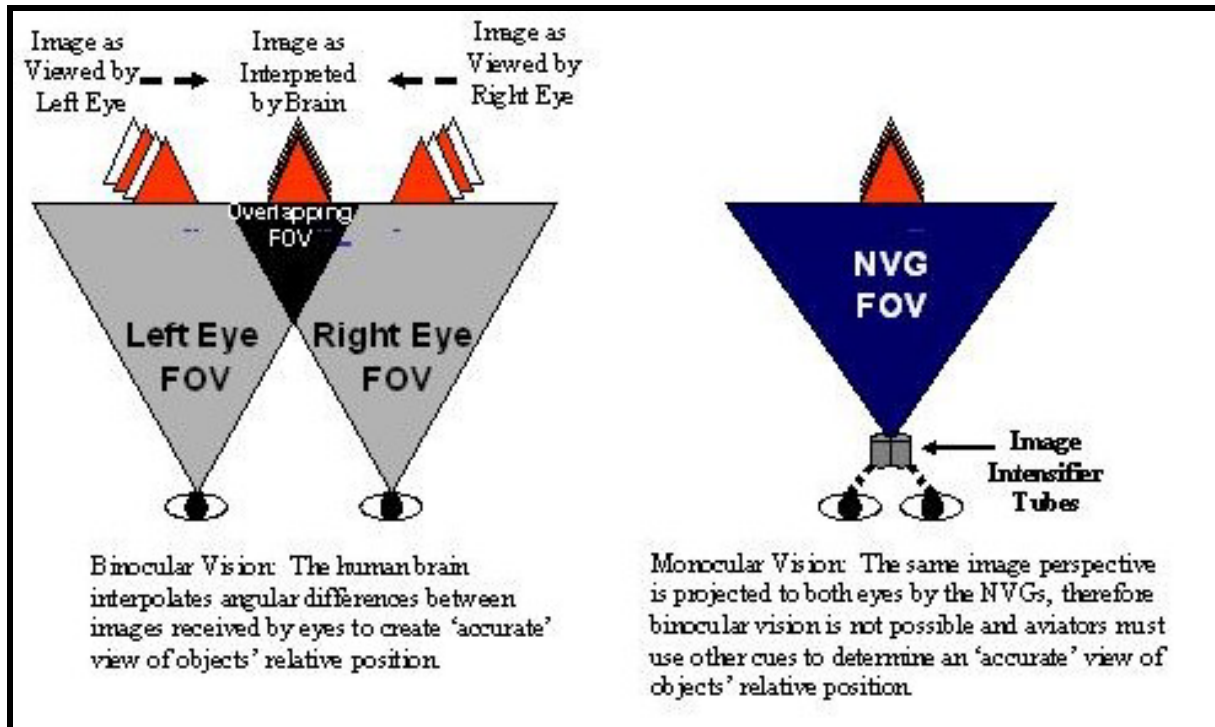 Image as
Viewed by
Left Eye
Image as
Interpreted
by Brain
Image as
Viewed by
Right Eye
Overlapping
FOV
Left Eye
FOV
Right Eye
FOV
NVG
FOV
Image
Intensifier
Tubes
Binocular Vision: The human brain
interpolates angular differences between
images received by eyes to create ‘accurate’
view of objects’ relative position.
Monocular Vision: The same image perspective
is projected to both eyes by the NVGs, therefore
binocular vision is not possible and aviators must
use other cues to determine an ‘accurate’ view of
objects’ relative position.